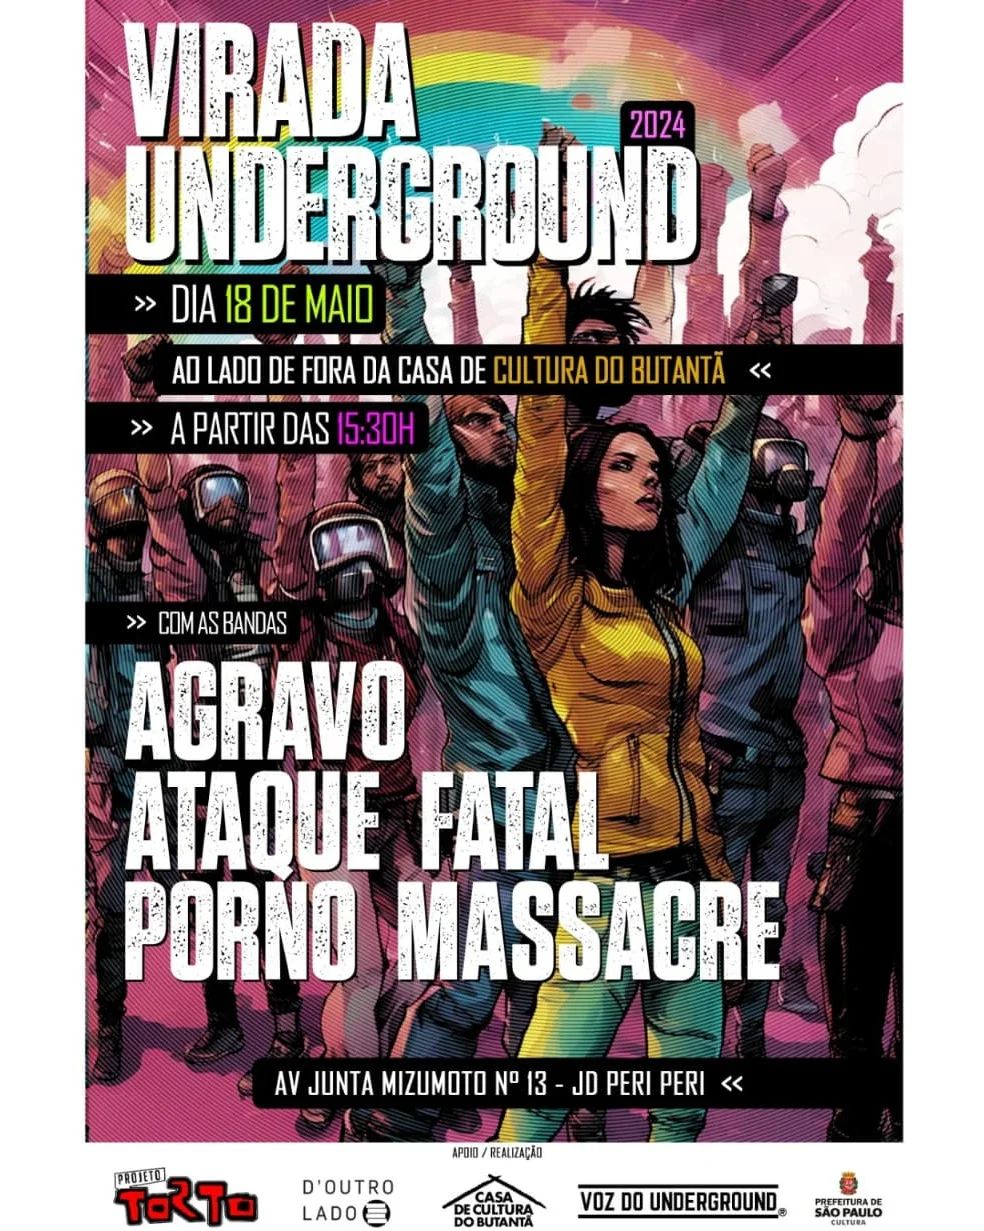 VIRADA
2024
UNDERGROUND
>> DIA 18 DE MAIO
AO LADO DE FORA DA CASA DE CULTURA DO BUTANTÃ <<
>> A PARTIR DAS 15:30H
>> COM AS BANDAS
AGRAVO
ATAQUE FATAL
PORNO MASSACRE
AV JUNTA MIZUMOTO Nº 13 - JD PERI PERI <<
APOIO / REALIZAÇÃO
PROJETO
TORTO
D'OUTRO
LADO
CASA
DE CULTURA
DO BUTANTÃ
VOZ DO UNDERGROUND®
PREFEITURA DE
SÃO PAULO
CULTURA